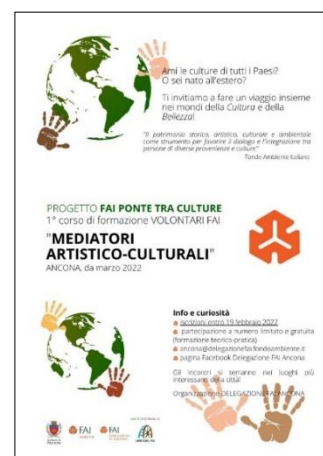 Ami le culture di tutti i Paesi?
O sei nato all'estero?
Ti invitiamo a fare un viaggio insieme
nei mondi della Cultura e della
Bellezza!
"Il patrimonio storico, artistico, culturale e ambientale
come strumento per favorire il dialogo e l'integrazione tra
persone di diverse provenienze e culture"
Fondo Ambiente Italiano
PROGETTO FAI PONTE TRA CULTURE
1° corso di formazione VOLONTARI FAI
"MEDIATORI
ARTISTICO-CULTURALI"
ANCONA, da marzo 2022
Info e curiosità
iscrizioni entro 19 febbraio 2022
partecipazione a numero limitato e gratuita
(formazione teorico-pratica)
ancona@delegazionefai.fondoambiente.it
pagina Facebook Delegazione FAI Ancona
Gli incontri si terranno nei luoghi più
interessanti della città!
Organizzazione DELEGAZIONE FAI ANCONA
FAI
FAI